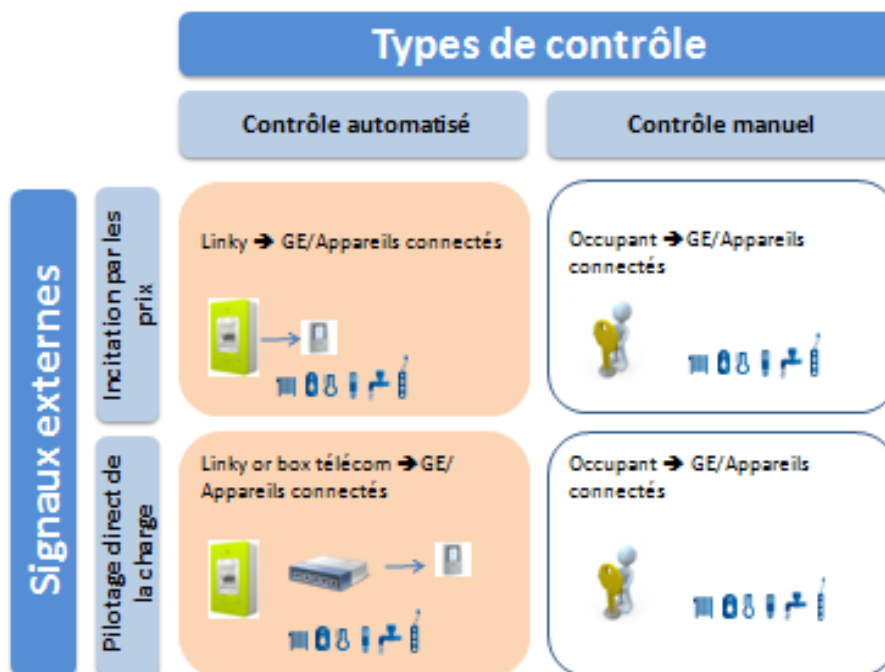 Types de contrôle
Contrôle automatisé
Contrôle manuel
Signaux externes
Incitation par les
prix
Linky ➔ GE/Appareils connectés
Occupant ➔GE/Appareils
connectés
Pilotage direct de
la charge
Linky or box télécom ➔GE/
Appareils connectés
Occupant ➔ GE/Appareils
connectés